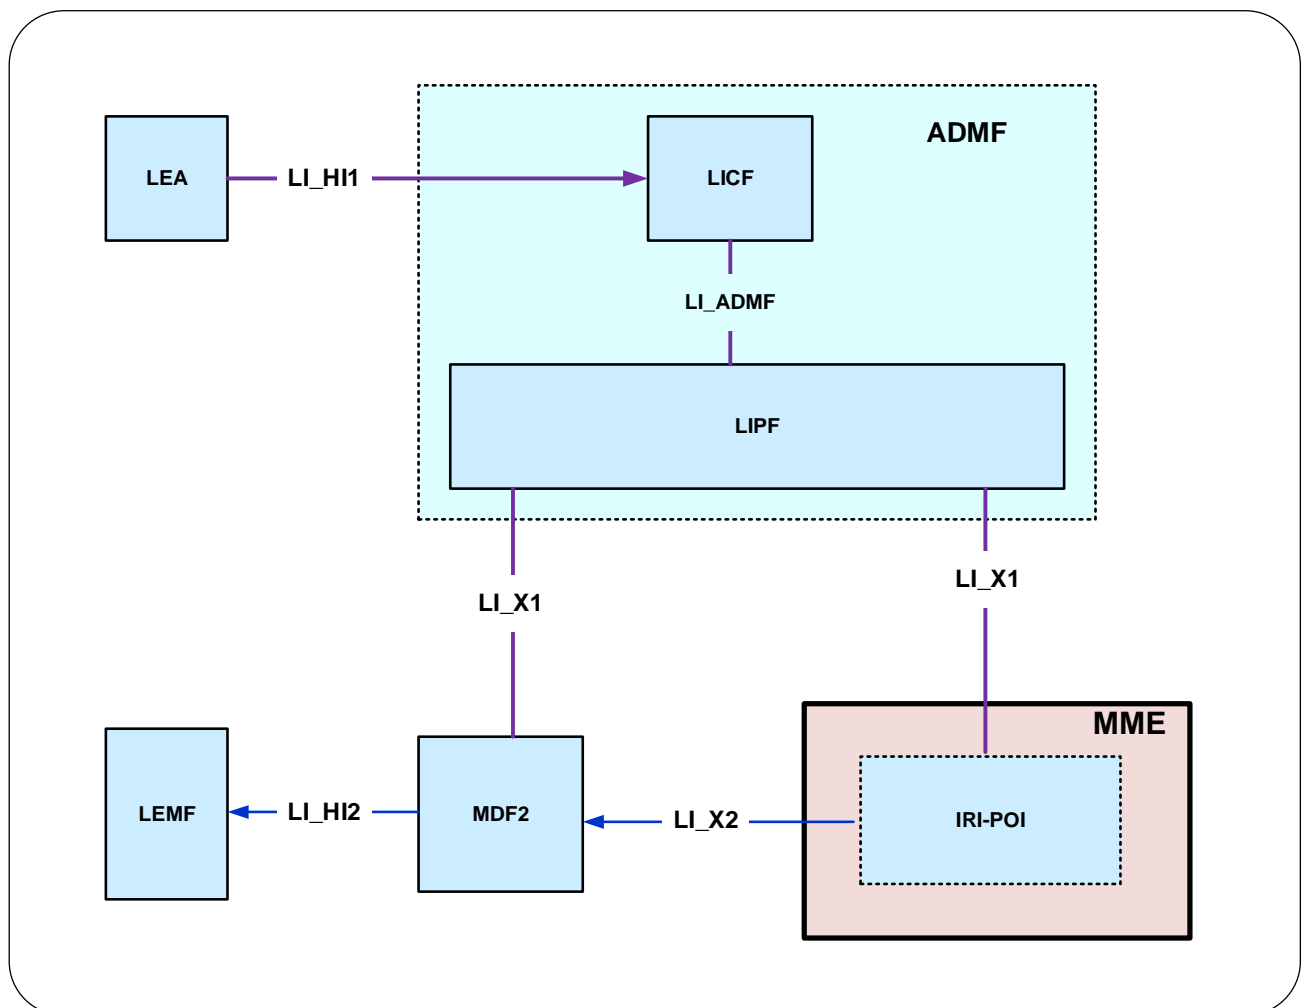 ADMF
LEA
LI_HI1
LICF
LI_ADMF
LIPF
LI_X1
LI_X1
MME
LEMF
LI_HI2
MDF2
LI_X2
IRI-POI